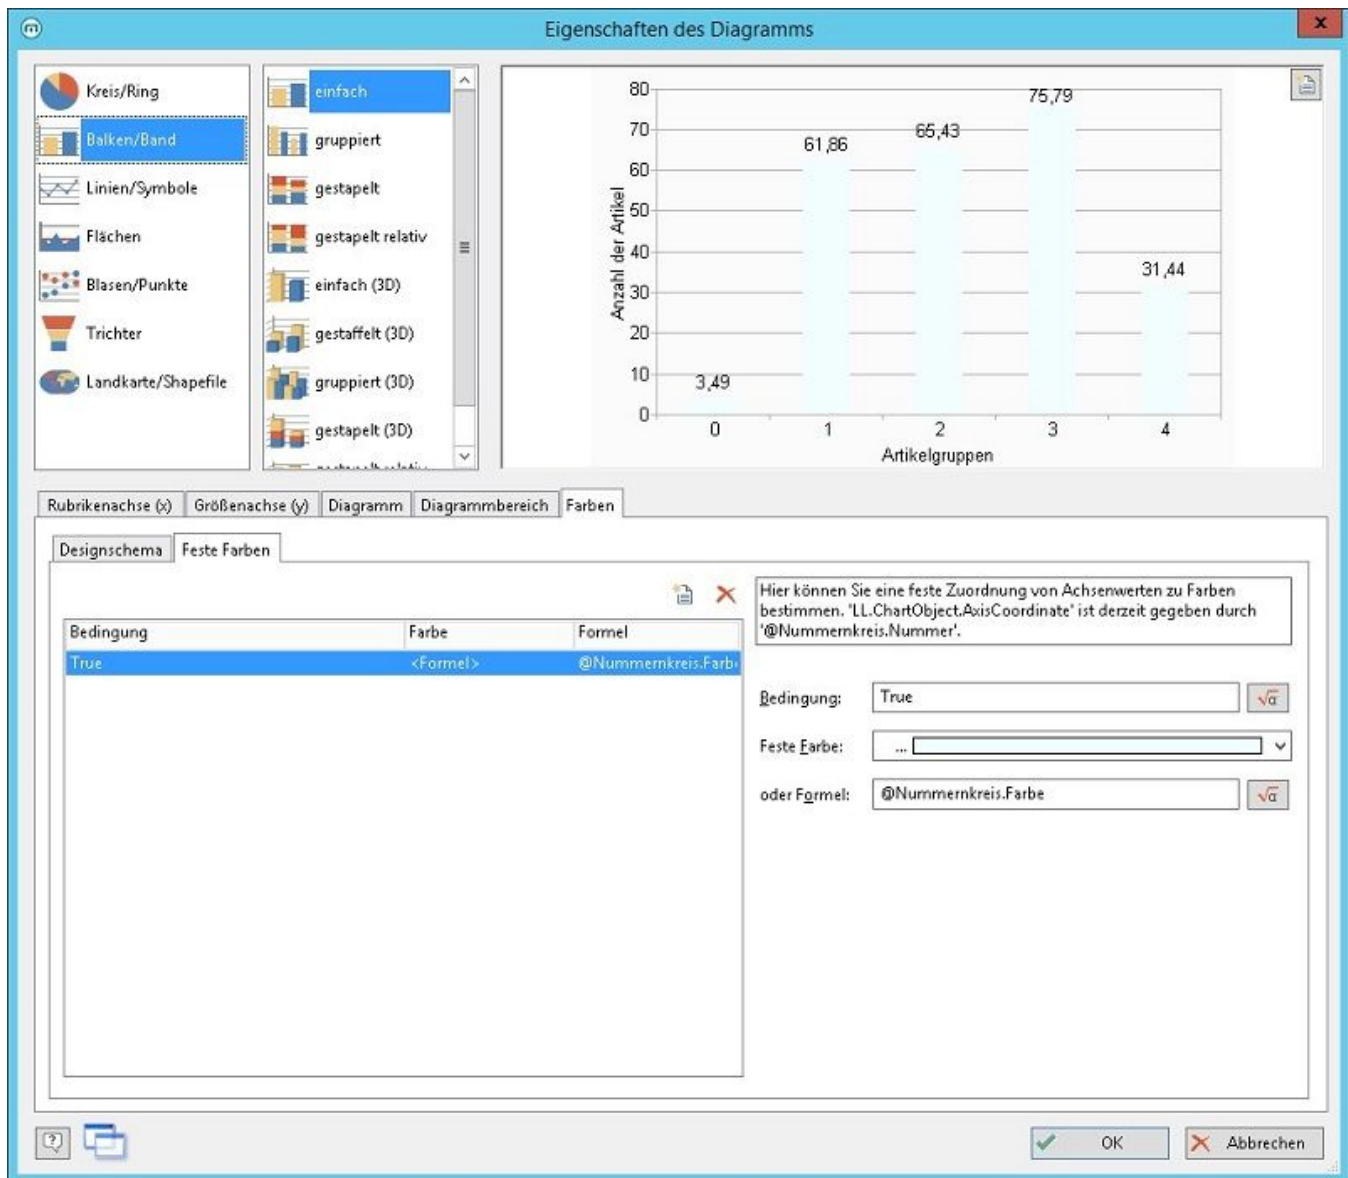 Eigenschaften des Diagramms
x
Kreis/Ring
Balken/Band
Linien/Symbole
Flächen
Blasen/Punkte
Trichter
Landkarte/Shapefile
einfach
gruppiert
gestapelt
gestapelt relativ
einfach (3D)
gestaffelt (3D)
gruppiert (3D)
gestapelt (3D)
80
70
60
50
40
30
20
10
0
Anzahl der Artikel
3,49
61,86
65,43
75,79
31,44
0 1 2 3 4
Artikelgruppen
Rubrikenachse (x) Größenachse (y) Diagramm Diagrammbereich Farben
Designschema Feste Farben
Bedingung Farbe Formel
True <Formel> @Nummernkreis.Farb
Hier können Sie eine feste Zuordnung von Achsenwerten zu Farben
bestimmen. 'LL.ChartObject.AxisCoordinate' ist derzeit gegeben durch
'@Nummernkreis.Nummer'.
Bedingung: True √α
Feste Farbe: ...
oder Formel: @Nummernkreis.Farbe √α
? OK Abbrechen